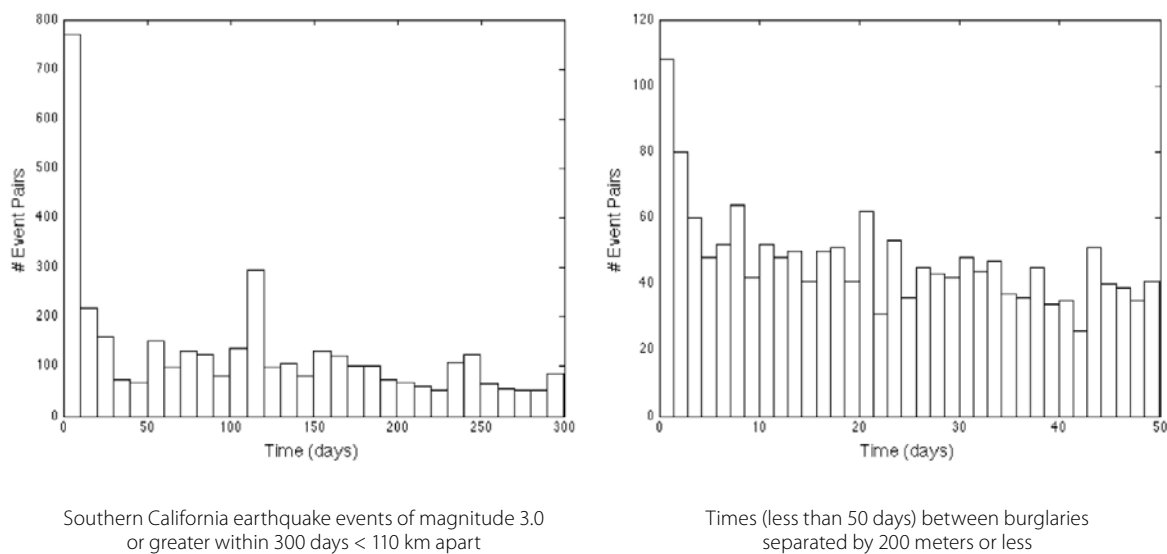 800
700
600
500
400
300
200
100
0
# Event Pairs
0 50 100 150 200 250 300
Time (days)
Southern California earthquake events of magnitude 3.0
or greater within 300 days < 110 km apart
120
100
80
60
40
20
0
# Event Pairs
0 10 20 30 40 50
Time (days)
Times (less than 50 days) between burglaries
separated by 200 meters or less